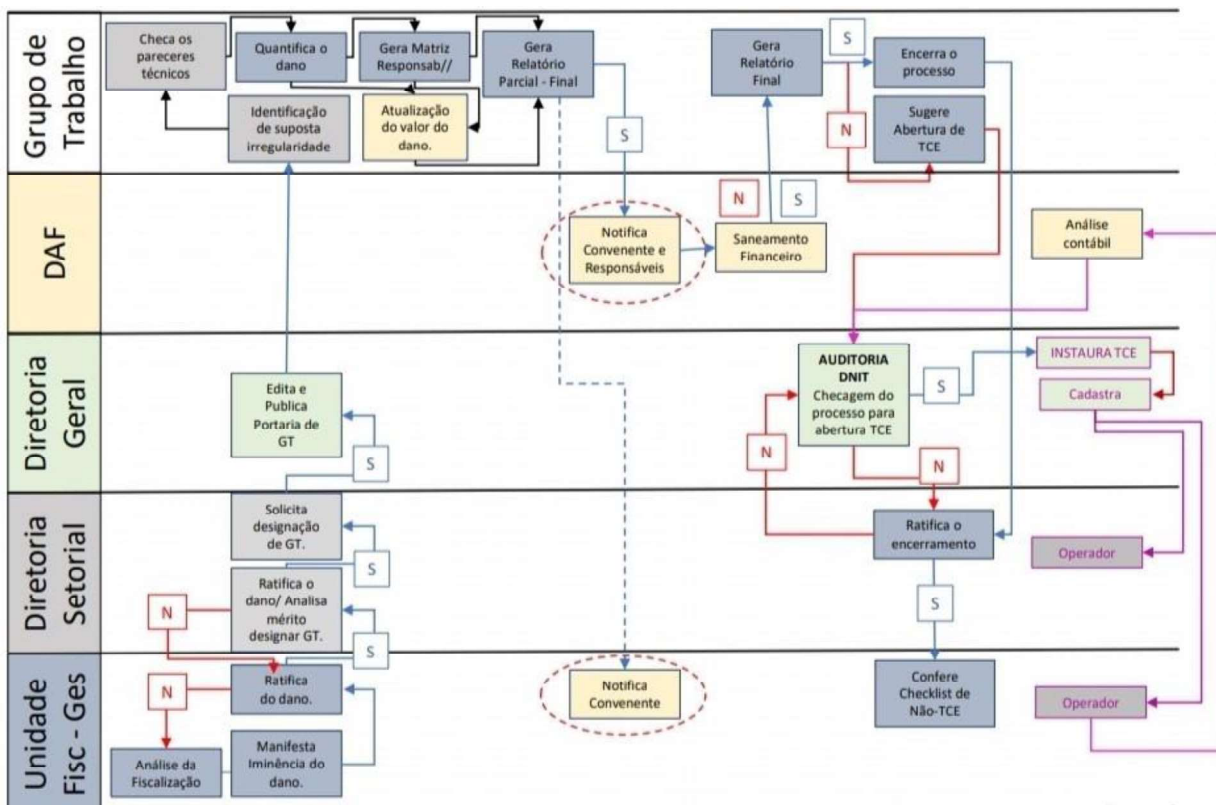 Grupo de
Trabalho
Checa os
pareceres
técnicos
Quantifica o
dano
Gera Matriz
Responsab//
Gera
Relatório
Parcial - Final
Identificação
de suposta
irregularidade
Atualização
do valor do
dano.
S
Gera
Relatório
Final
S
N
Encerra o
processo
Sugere
Abertura de
TCE
DAF
Notifica
Convenente e
Responsáveis
N
S
Saneamento
Financeiro
Análise
contábil
Diretoria
Geral
Edita e
Publica
Portaria de
GT
S
AUDITORIA
DNIT
Checagem do
processo para
abertura TCE
S
INSTAURA TCE
Cadastra
N
N
Diretoria
Setorial
Solicita
designação
de GT.
S
Ratifica o
dano/ Analisa
mérito
designar GT.
N
S
Ratifica o
encerramento
S
Operador
Unidade
Fisc - Ges
N
Ratifica
do dano.
Análise da
Fiscalização
Manifesta
Iminência do
dano.
Notifica
Convenente
Confere
Checklist de
Não-TCE
Operador